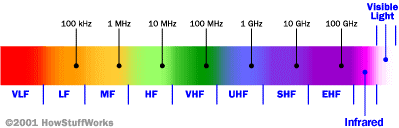 Visible
Light
100 kHz 1 MHz 10 MHz 100 MHz 1 GHz 10 GHz 100 GHz
VLF LF MF HF VHF UHF SHF EHF
Infrared
©2001 HowStuffWorks